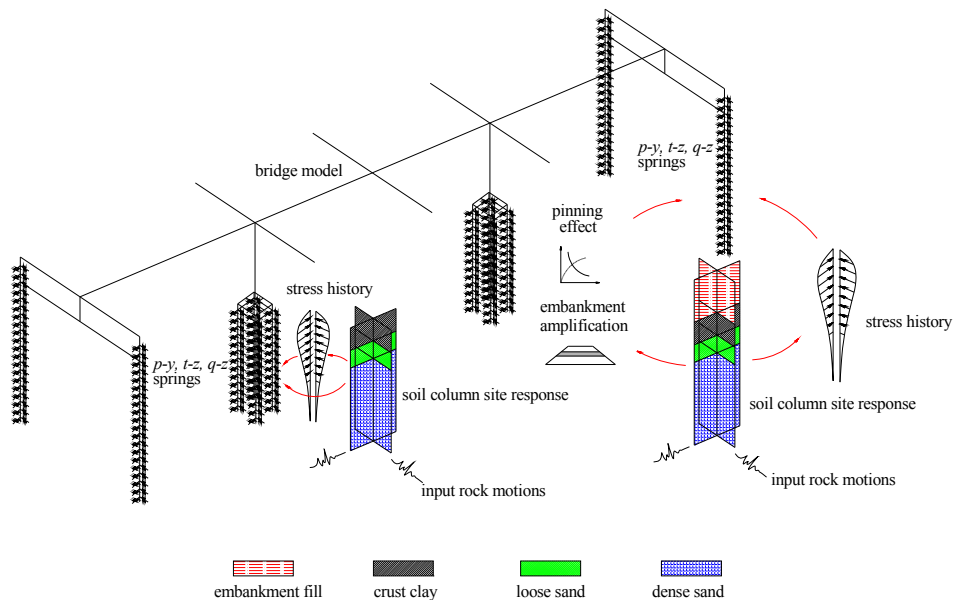 p-y, t-z, q-z
springs
bridge model
pinning
effect
stress history
embankment
amplification
stress history
p-y, t-z, q-z
springs
soil column site response
soil column site response
input rock motions
input rock motions
embankment fill
crust clay
loose sand
dense sand